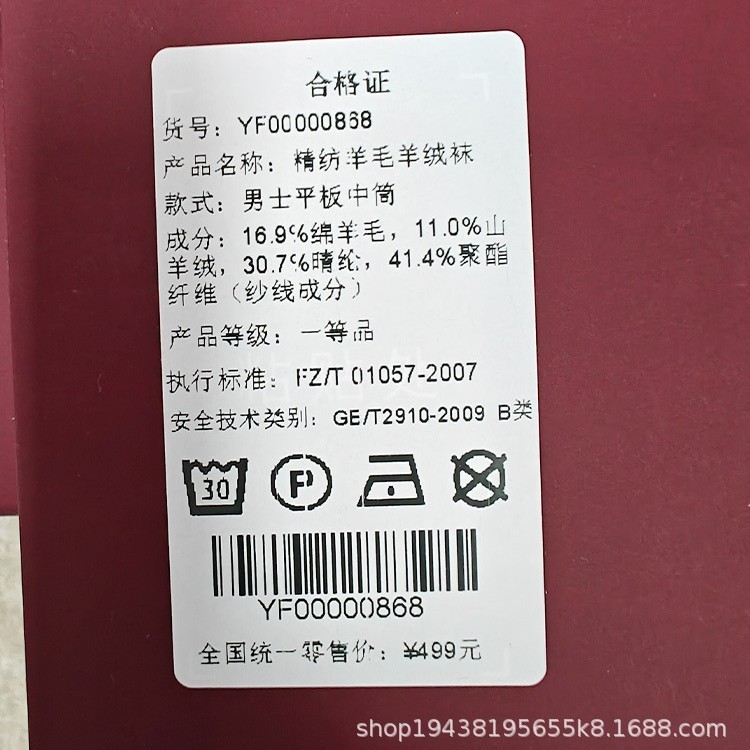 合格证
货号：YF00000868
产品名称：精纺羊毛羊绒袜
款式：男士平板中筒
成分：16.9%绵羊毛，11.0%山
羊绒，30.7%晴纶，41.4%聚酯
纤维（纱线成分）
产品等级：一等品
执行标准：FZ/T 01057-2007
安全技术类别：GE/T2910-2009 B类
30
P
YF00000868
全国统一零售价：¥499元
shop19438195655k8.1688.com